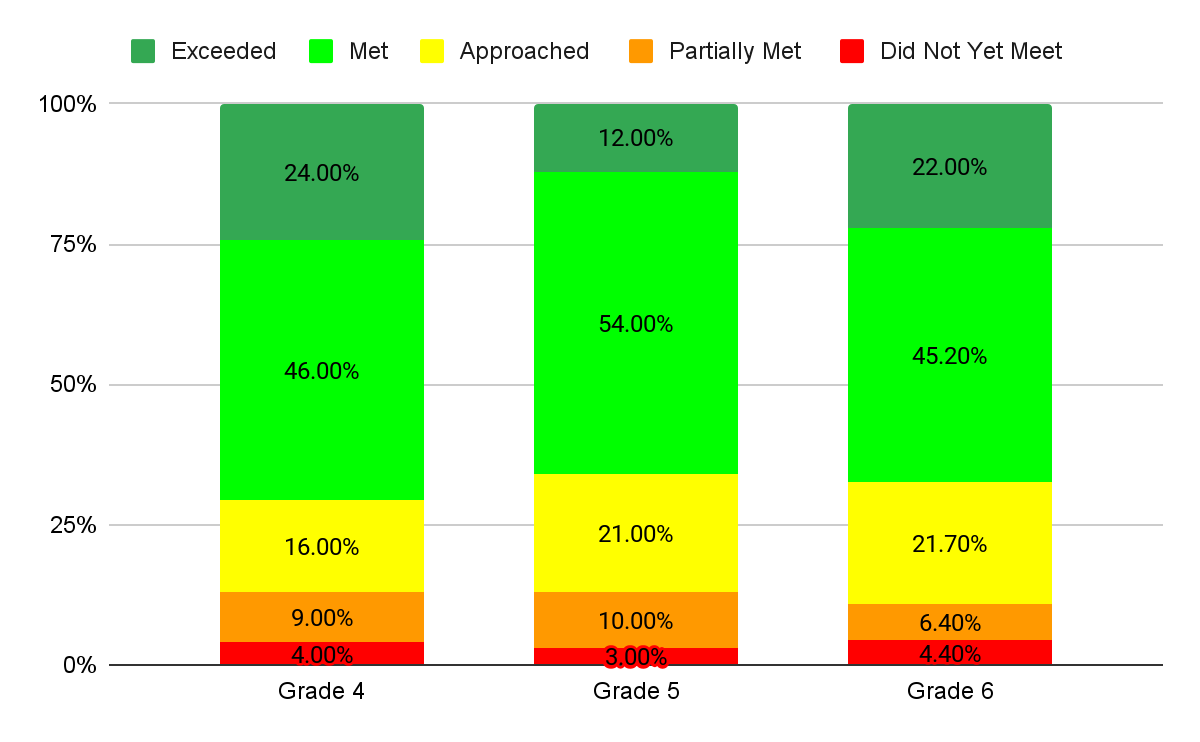 Exceeded Met Approached Partially Met Did Not Yet Meet
100%
24.00% 12.00% 22.00%
75%
46.00% 54.00% 45.20%
50%
25%
16.00% 21.00% 21.70%
9.00% 10.00% 6.40%
4.00% 3.00% 4.40%
0%
Grade 4 Grade 5 Grade 6